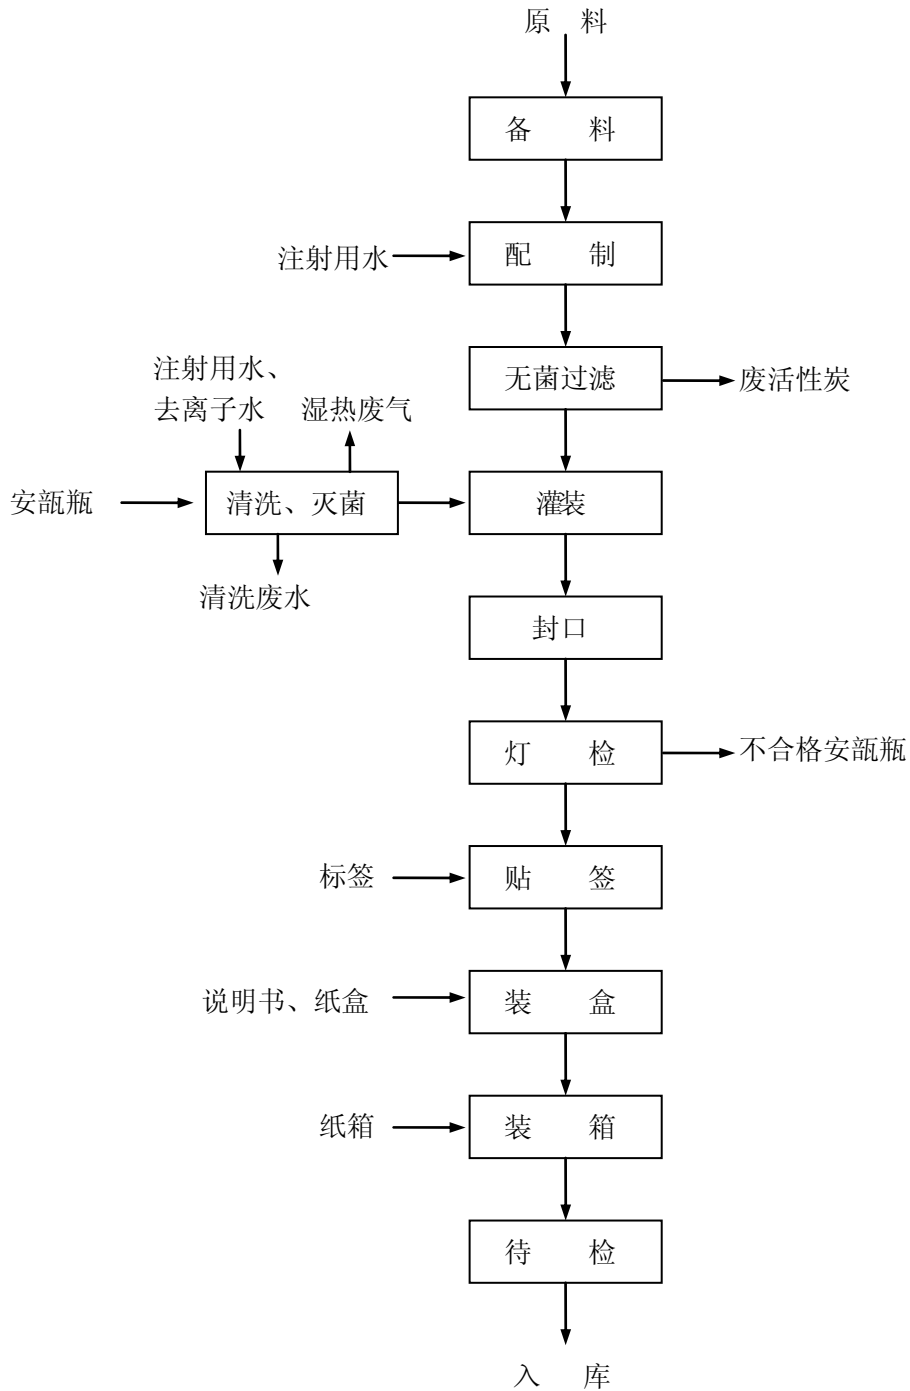 原 料
备 料
注射用水
配 制
无菌过滤
废活性炭
注射用水、
去离子水
湿热废气
安瓿瓶
清洗、灭菌
灌装
清洗废水
封口
灯 检
不合格安瓿瓶
标签
贴 签
说明书、纸盒
装 盒
纸箱
装 箱
待 检
入 库